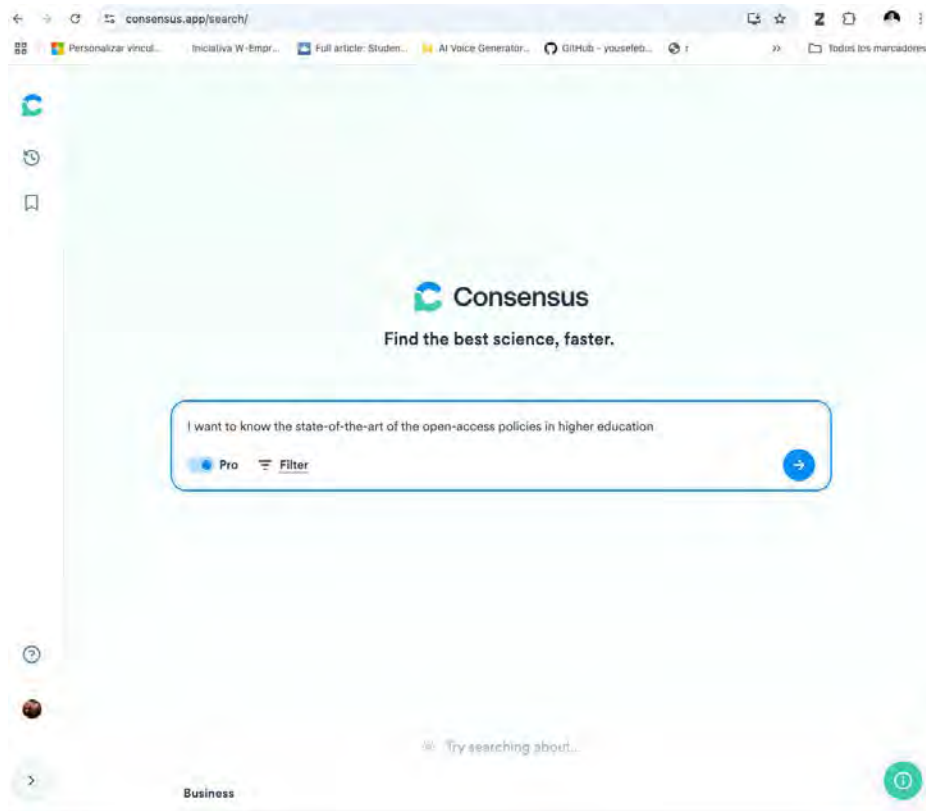 consensus.app/search/
Personalizar vincul... Iniciativa W-Empr... Full article: Studen... AI Voice Generator... GitHub - youseleb... r » Todos los marcadores
Consensus
Find the best science, faster.
I want to know the state-of-the-art of the open-access policies in higher education
Pro Filter
Try searching about...
Business